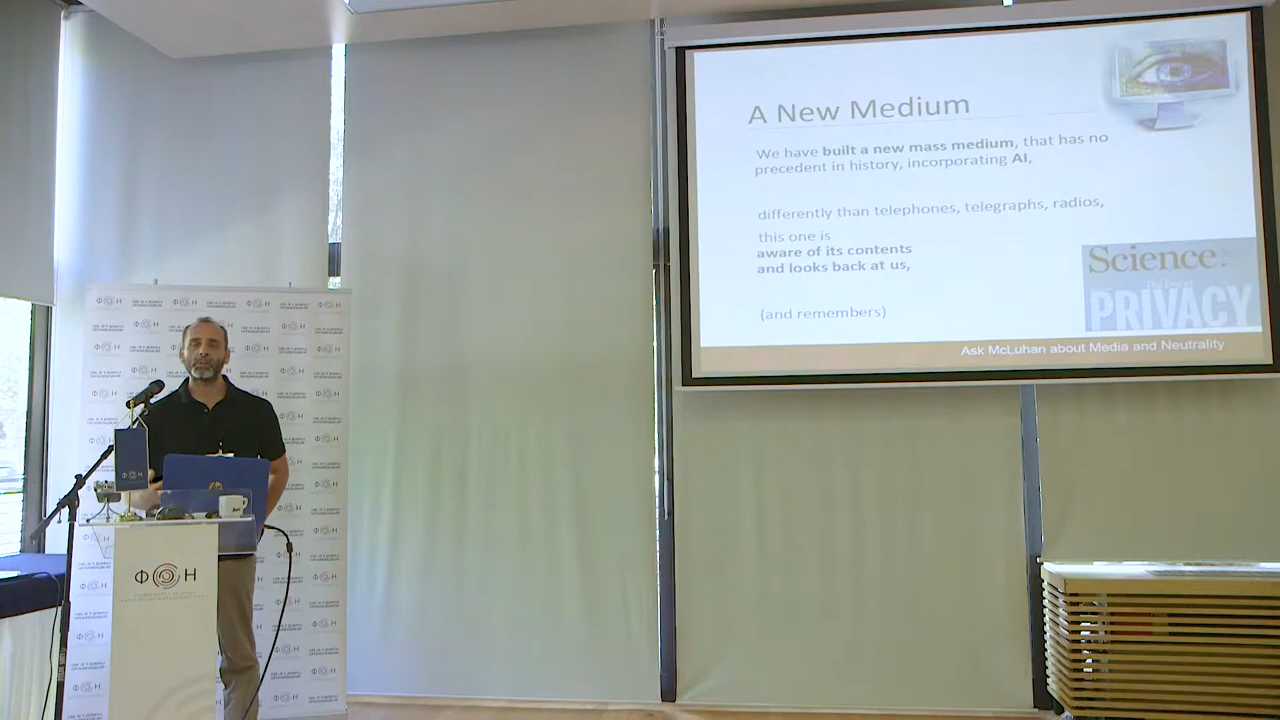 A New Medium
We have built a new mass medium, that has no
precedent in history, incorporating AI,
differently than telephones, telegraphs, radios,
this one is
aware of its contents
and looks back at us,
(and remembers)
Science
PRIVACY
Ask McLuhan about Media and Neutrality
ФОН